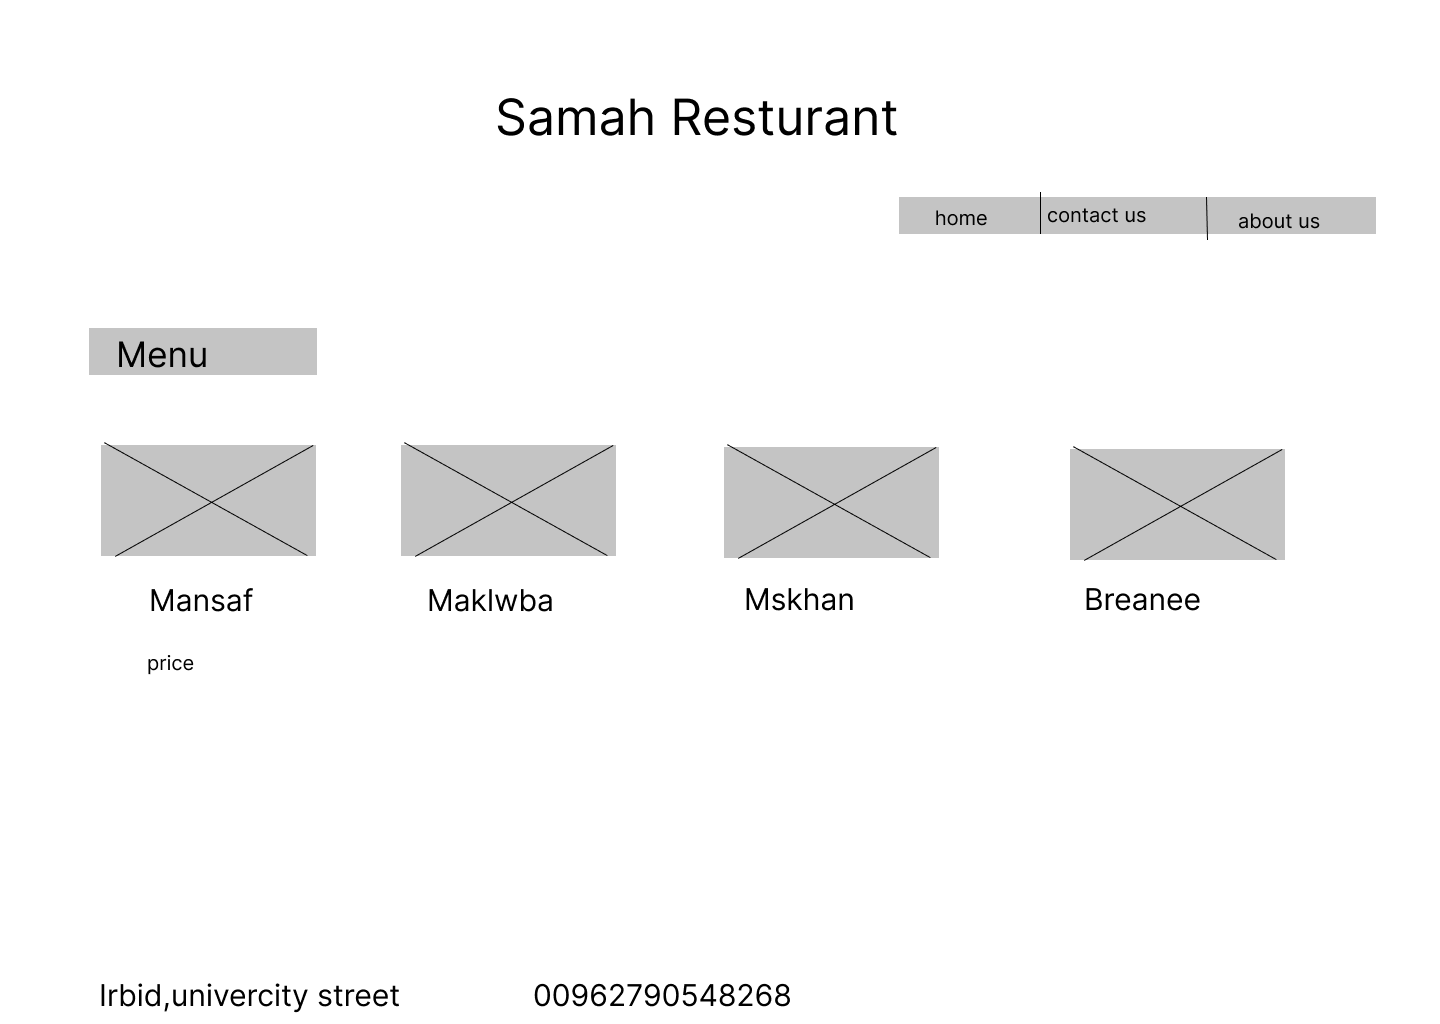 Samah Resturant
home
contact us
about us
Menu
Mansaf
Maklwba
Mskhan
Breanee
price
Irbid,univercity street
00962790548268